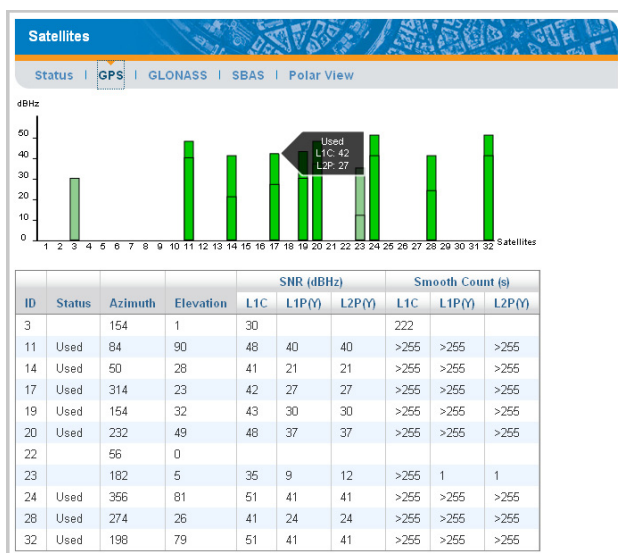 Satellites
Status | GPS | GLONASS | SBAS | Polar View
dBHz
50
40
30
20
10
0
Used
L1C: 42
L2P: 27
1 2 3 4 5 6 7 8 9 10 11 12 13 14 15 16 17 18 19 20 21 22 23 24 25 26 27 28 29 30 31 32 Satellites
SNR (dBHz) Smooth Count (s)
ID Status Azimuth Elevation L1C L1P(Y) L2P(Y) L1C L1P(Y) L2P(Y)
3 154 1 30 222
11 Used 84 90 48 40 40 >255 >255 >255
14 Used 50 28 41 21 21 >255 >255 >255
17 Used 314 23 42 27 27 >255 >255 >255
19 Used 154 32 43 30 30 >255 >255 >255
20 Used 232 49 48 37 37 >255 >255 >255
22 56 0
23 182 5 35 9 12 >255 1 1
24 Used 356 81 51 41 41 >255 >255 >255
28 Used 274 26 41 24 24 >255 >255 >255
32 Used 198 79 51 41 41 >255 >255 >255